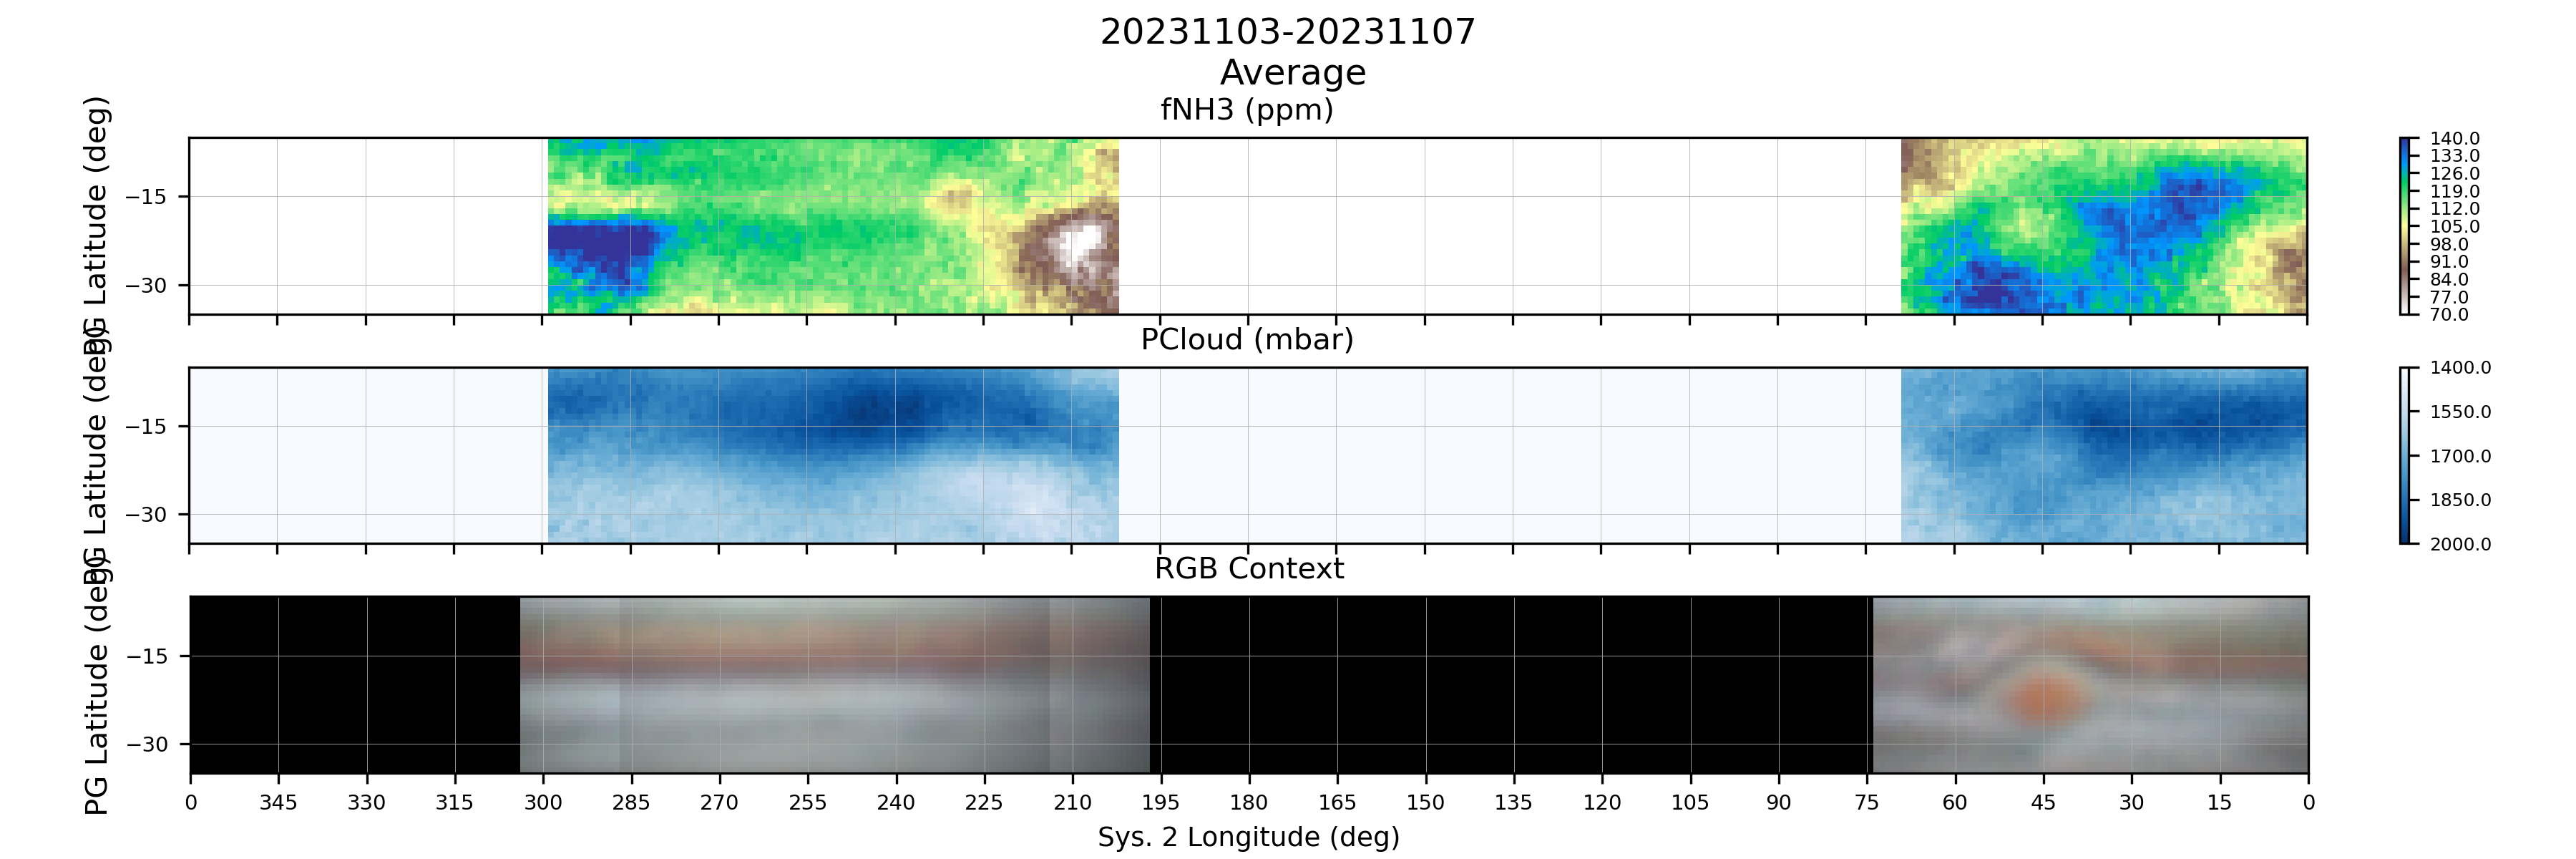 20231103-20231107
Average
fNH3 (ppm)
PG Latitude (deg)
−15
−30
140.0
133.0
126.0
119.0
112.0
105.0
98.0
91.0
84.0
77.0
70.0
PCloud (mbar)
PG Latitude (deg)
−15
−30
1400.0
1550.0
1700.0
1850.0
2000.0
RGB Context
PG Latitude (deg)
−15
−30
0 345 330 315 300 285 270 255 240 225 210 195 180 165 150 135 120 105 90 75 60 45 30 15 0
Sys. 2 Longitude (deg)